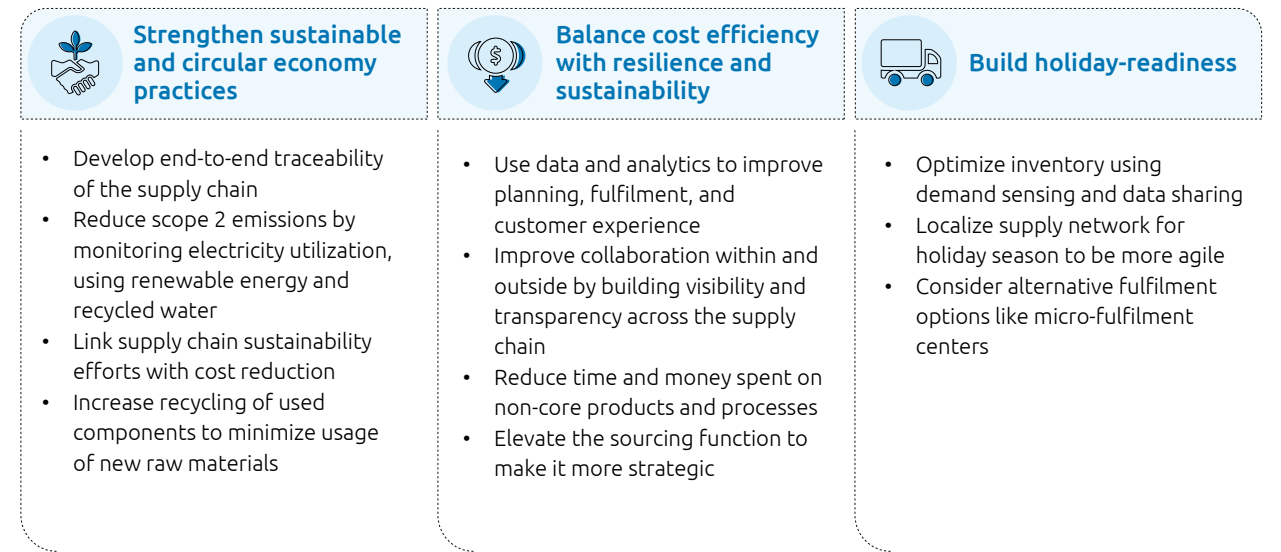 Strengthen sustainable
and circular economy
practices
• Develop end-to-end traceability
of the supply chain
• Reduce scope 2 emissions by
monitoring electricity utilization,
using renewable energy and
recycled water
• Link supply chain sustainability
efforts with cost reduction
• Increase recycling of used
components to minimize usage
of new raw materials
$
Balance cost efficiency
with resilience and
sustainability
• Use data and analytics to improve
planning, fulfilment, and
customer experience
• Improve collaboration within and
outside by building visibility and
transparency across the supply
chain
• Reduce time and money spent on
non-core products and processes
• Elevate the sourcing function to
make it more strategic
Build holiday-readiness
• Optimize inventory using
demand sensing and data sharing
• Localize supply network for
holiday season to be more agile
• Consider alternative fulfilment
options like micro-fulfilment
centers